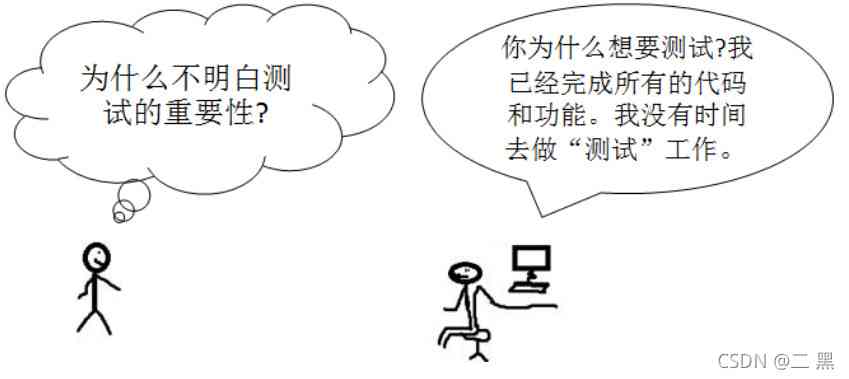 为什么不明白测
试的重要性?
你为什么想要测试?我
已经完成所有的代码
和功能。我没有时间
去做“测试”工作。
CSDN @二 黑